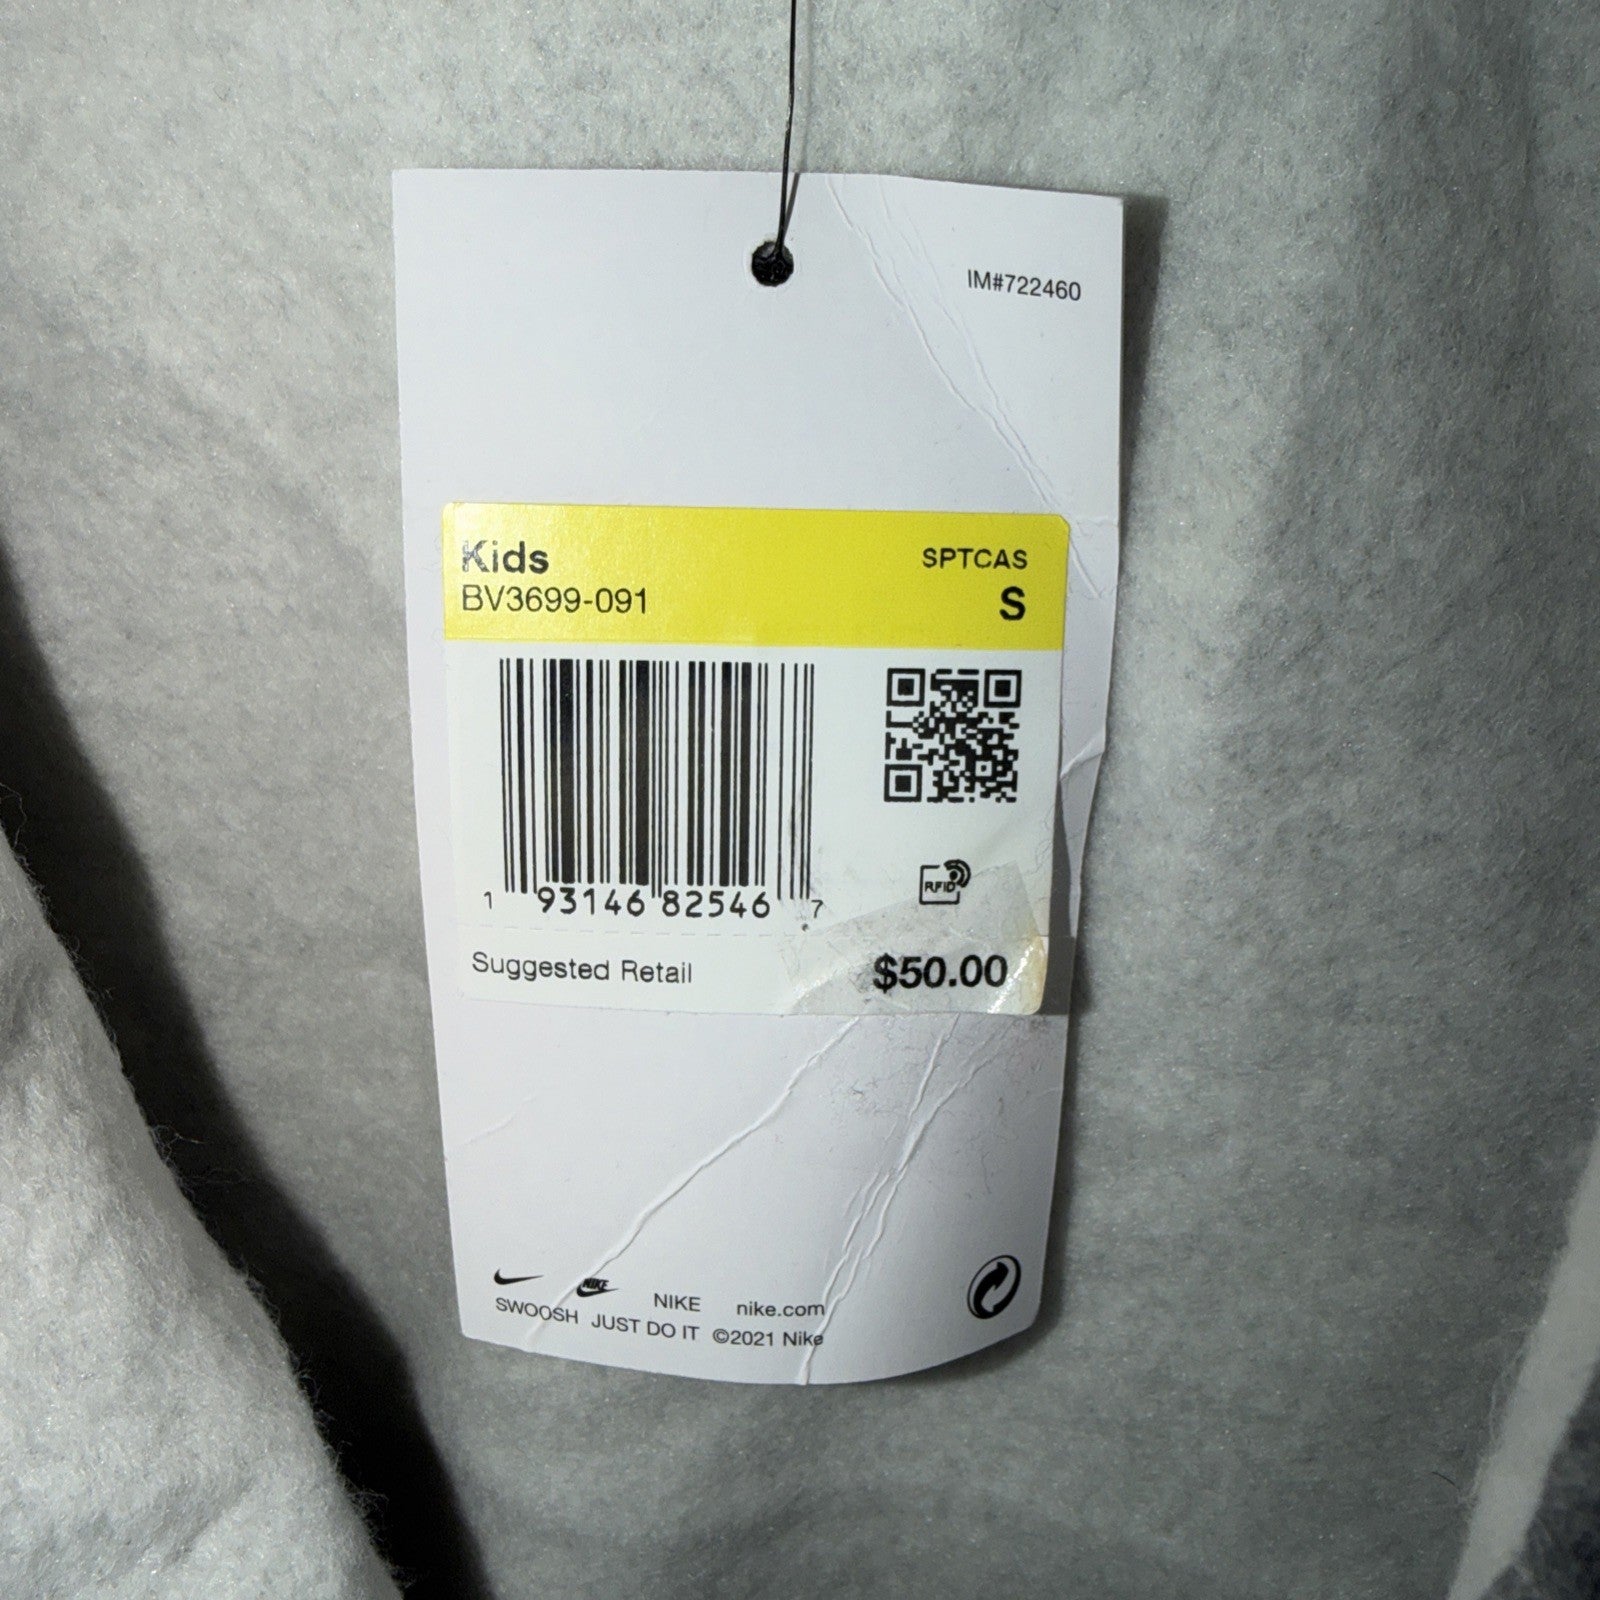 IM#722460
Kids SPTCAS
BV3699-091 S
1 93146 82546 7
RFID
Suggested Retail $50.00
NIKE NIKE nike.com
SWOOSH JUST DO IT ©2021 Nike